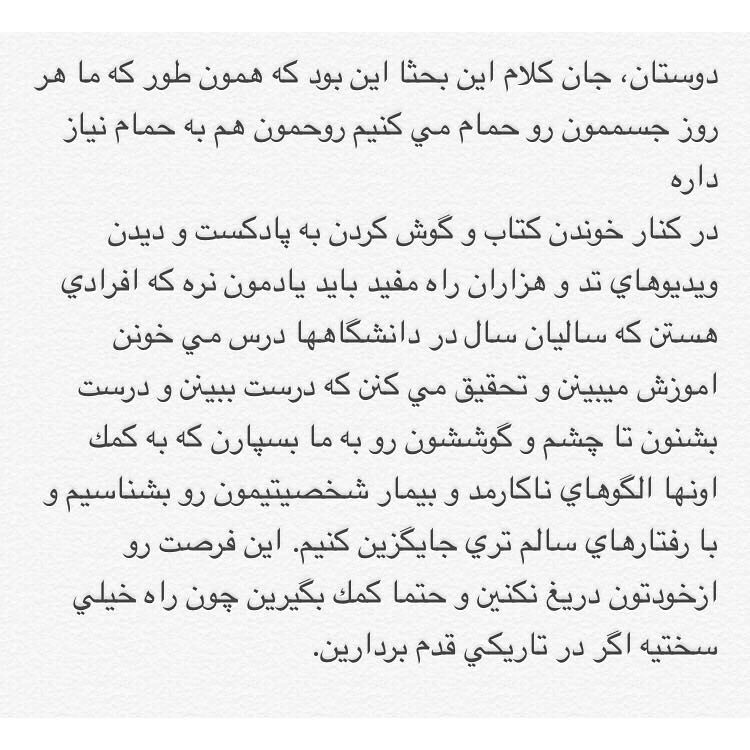 دوستان، جان كلام اين بحثا اين بود كه همون طور كه ما هر
روز جسممون رو حمام مي كنيم روحمون هم به حمام نياز
داره
در كنار خوندن كتاب و گوش كردن به پادكست و ديدن
ويديوهاي تد و هزاران راه مفيد بايد يادمون نره كه افرادي
هستن كه ساليان سال در دانشگاهها درس مي خونن
اموزش ميبينن و تحقيق مي كنن كه درست ببينن و درست
بشنون تا چشم و گوششون رو به ما بسپارن كه به كمك
اونها الگوهاي ناكارمد و بيمار شخصيتيمون رو بشناسيم و
با رفتارهاي سالم تري جايگزين كنيم. اين فرصت رو
ازخودتون دريغ نكنين و حتما كمك بگيرين چون راه خيلي
سختيه اگر در تاريكي قدم بردارين.